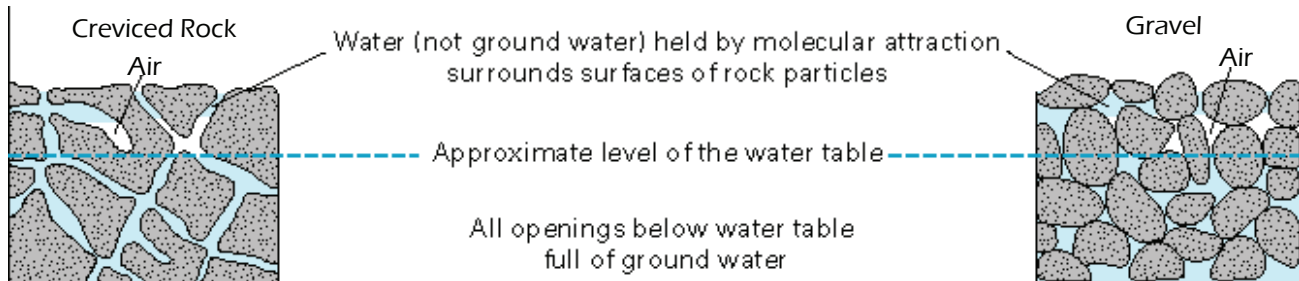 Creviced Rock
Air
Water (not ground water) held by molecular attraction
surrounds surfaces of rock particles
Gravel
Air
Approximate level of the water table
All openings below water table
full of ground water